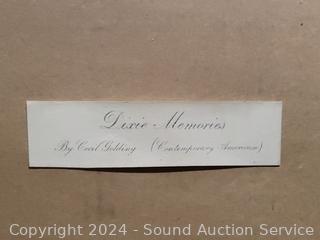 Dixie Memories
By: Cecil Golding (Contemporary American)
Copyright 2024 - Sound Auction Service